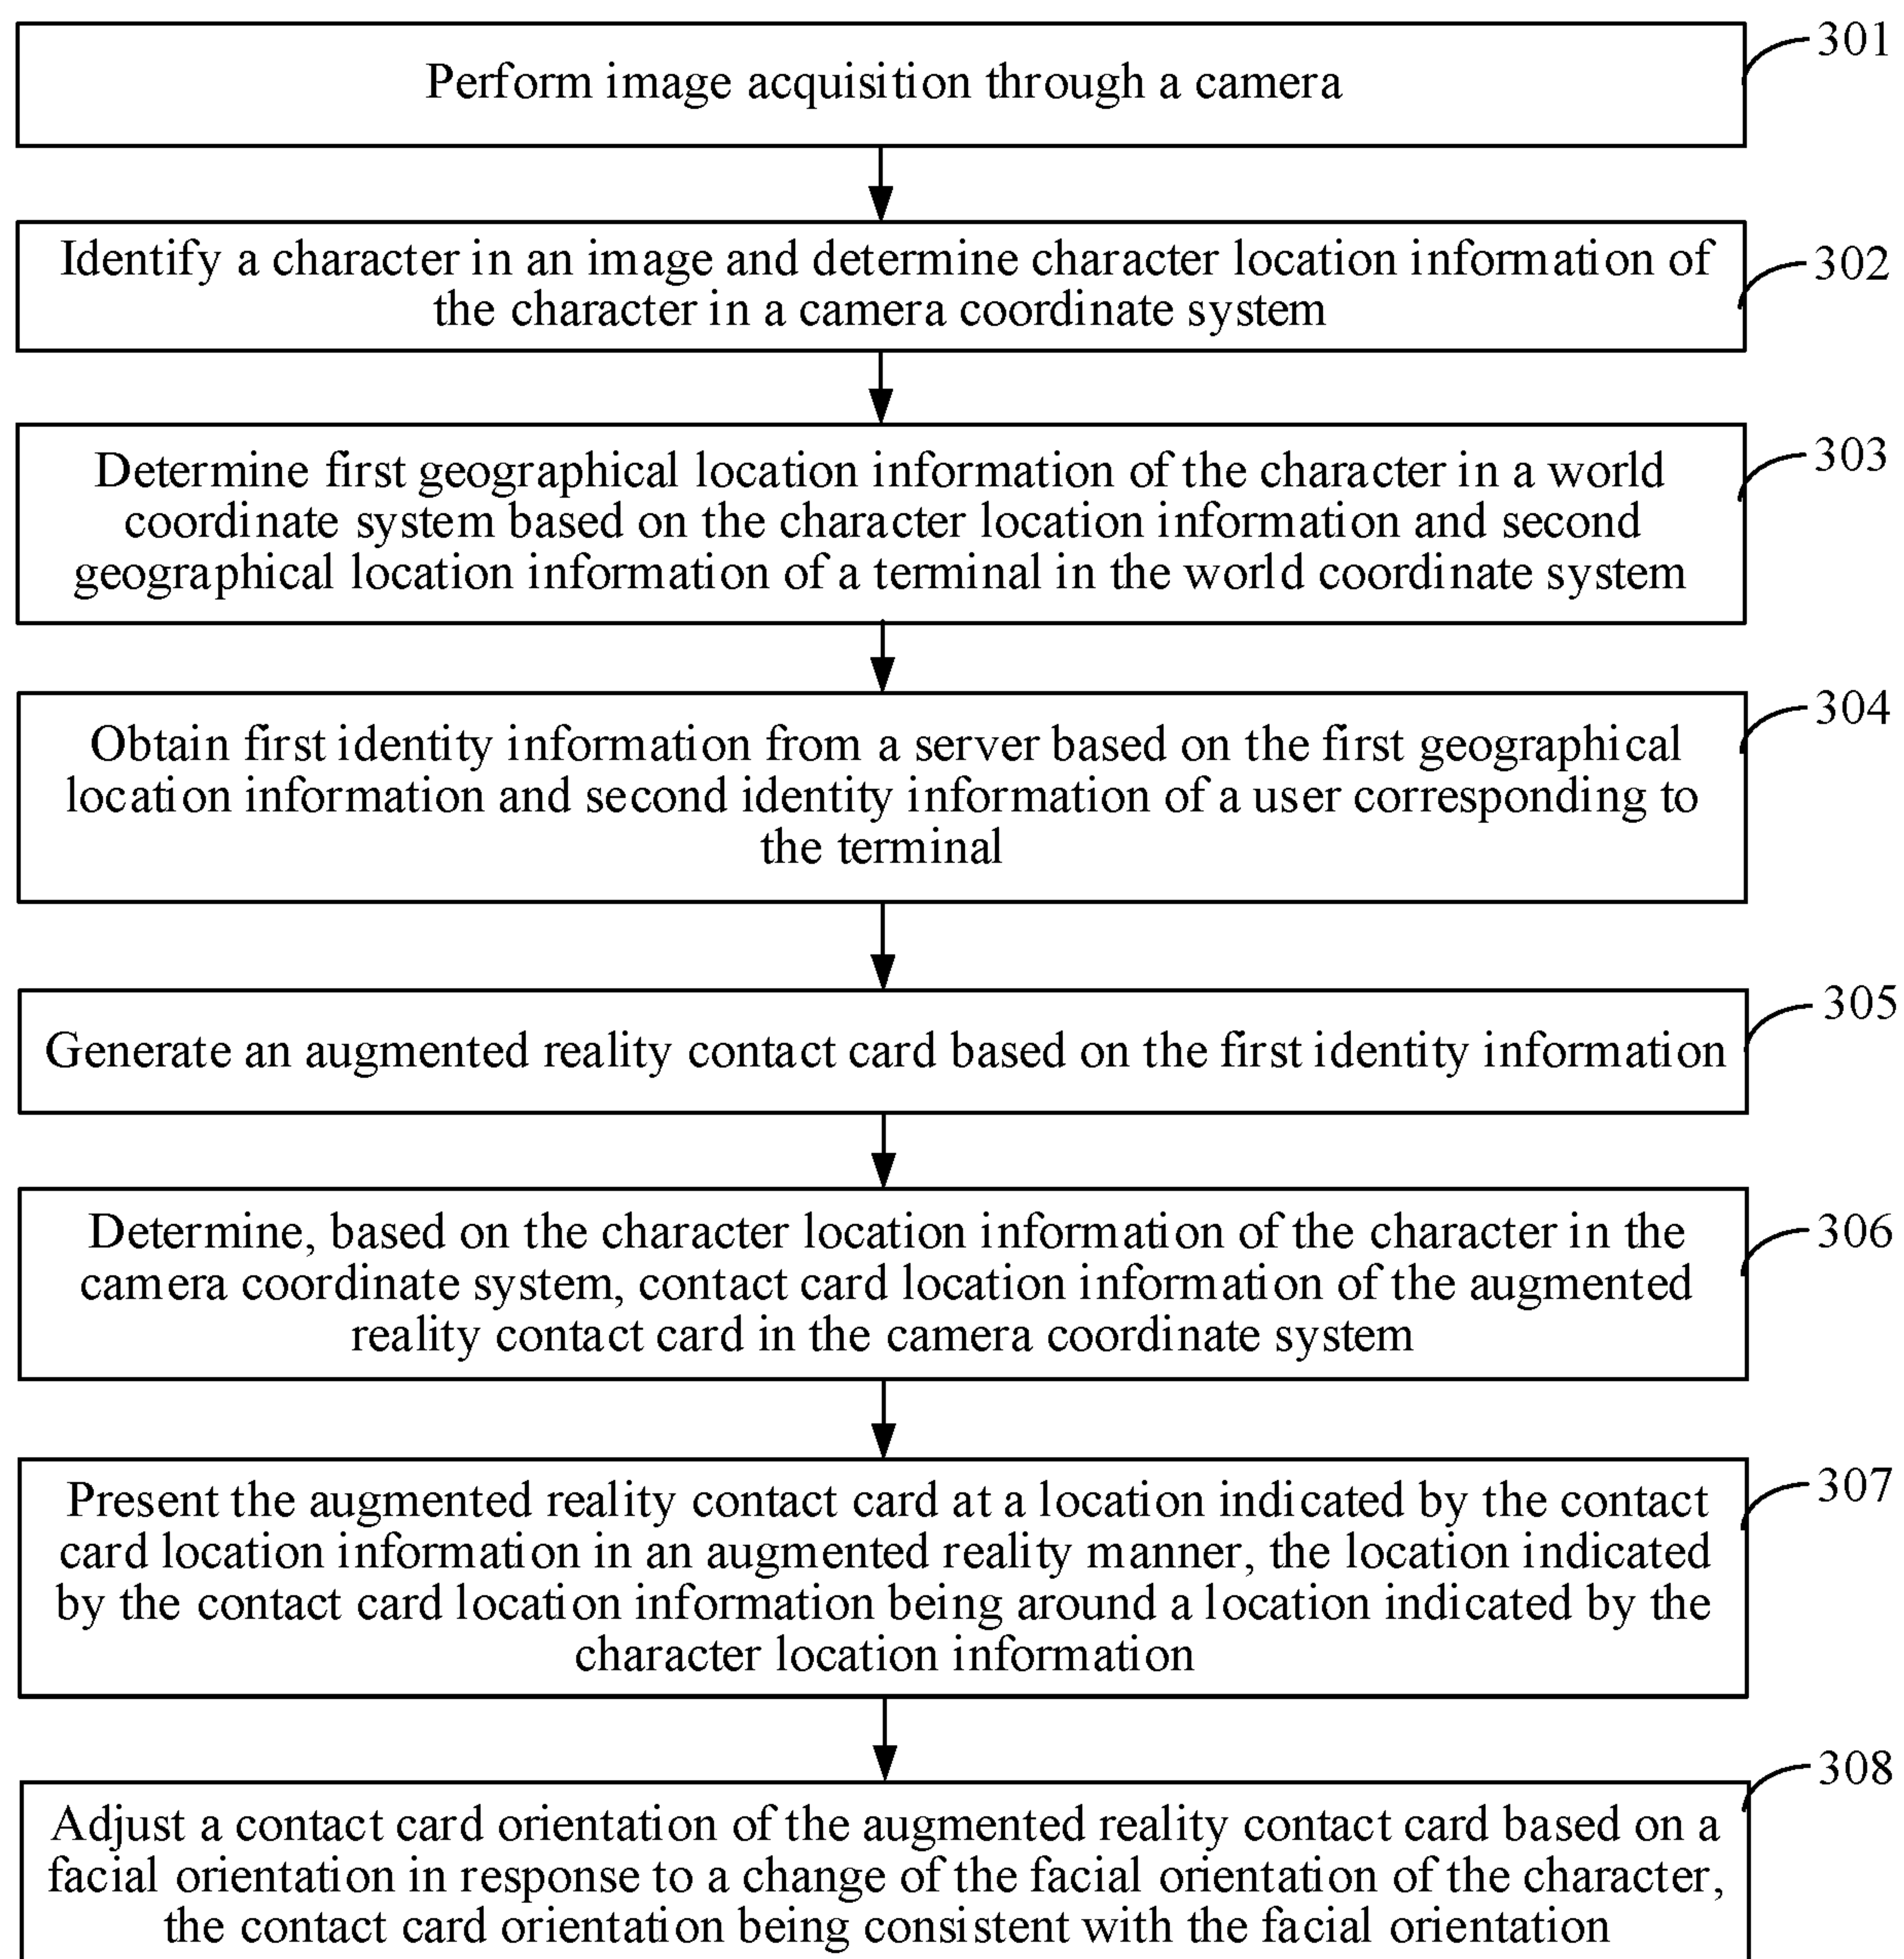 Perform image acquisition through a camera
301
Identify a character in an image and determine character location information of
the character in a camera coordinate system
302
Determine first geographical location information of the character in a world
coordinate system based on the character location information and second
geographical location information of a terminal in the world coordinate system
303
Obtain first identity information from a server based on the first geographical
location information and second identity information of a user corresponding to
the terminal
304
Generate an augmented reality contact card based on the first identity information
305
Determine, based on the character location information of the character in the
camera coordinate system, contact card location information of the augmented
reality contact card in the camera coordinate system
306
Present the augmented reality contact card at a location indicated by the contact
card location information in an augmented reality manner, the location indicated
by the contact card location information being around a location indicated by the
character location information
307
Adjust a contact card orientation of the augmented reality contact card based on a
facial orientation in response to a change of the facial orientation of the character,
the contact card orientation being consistent with the facial orientation
308